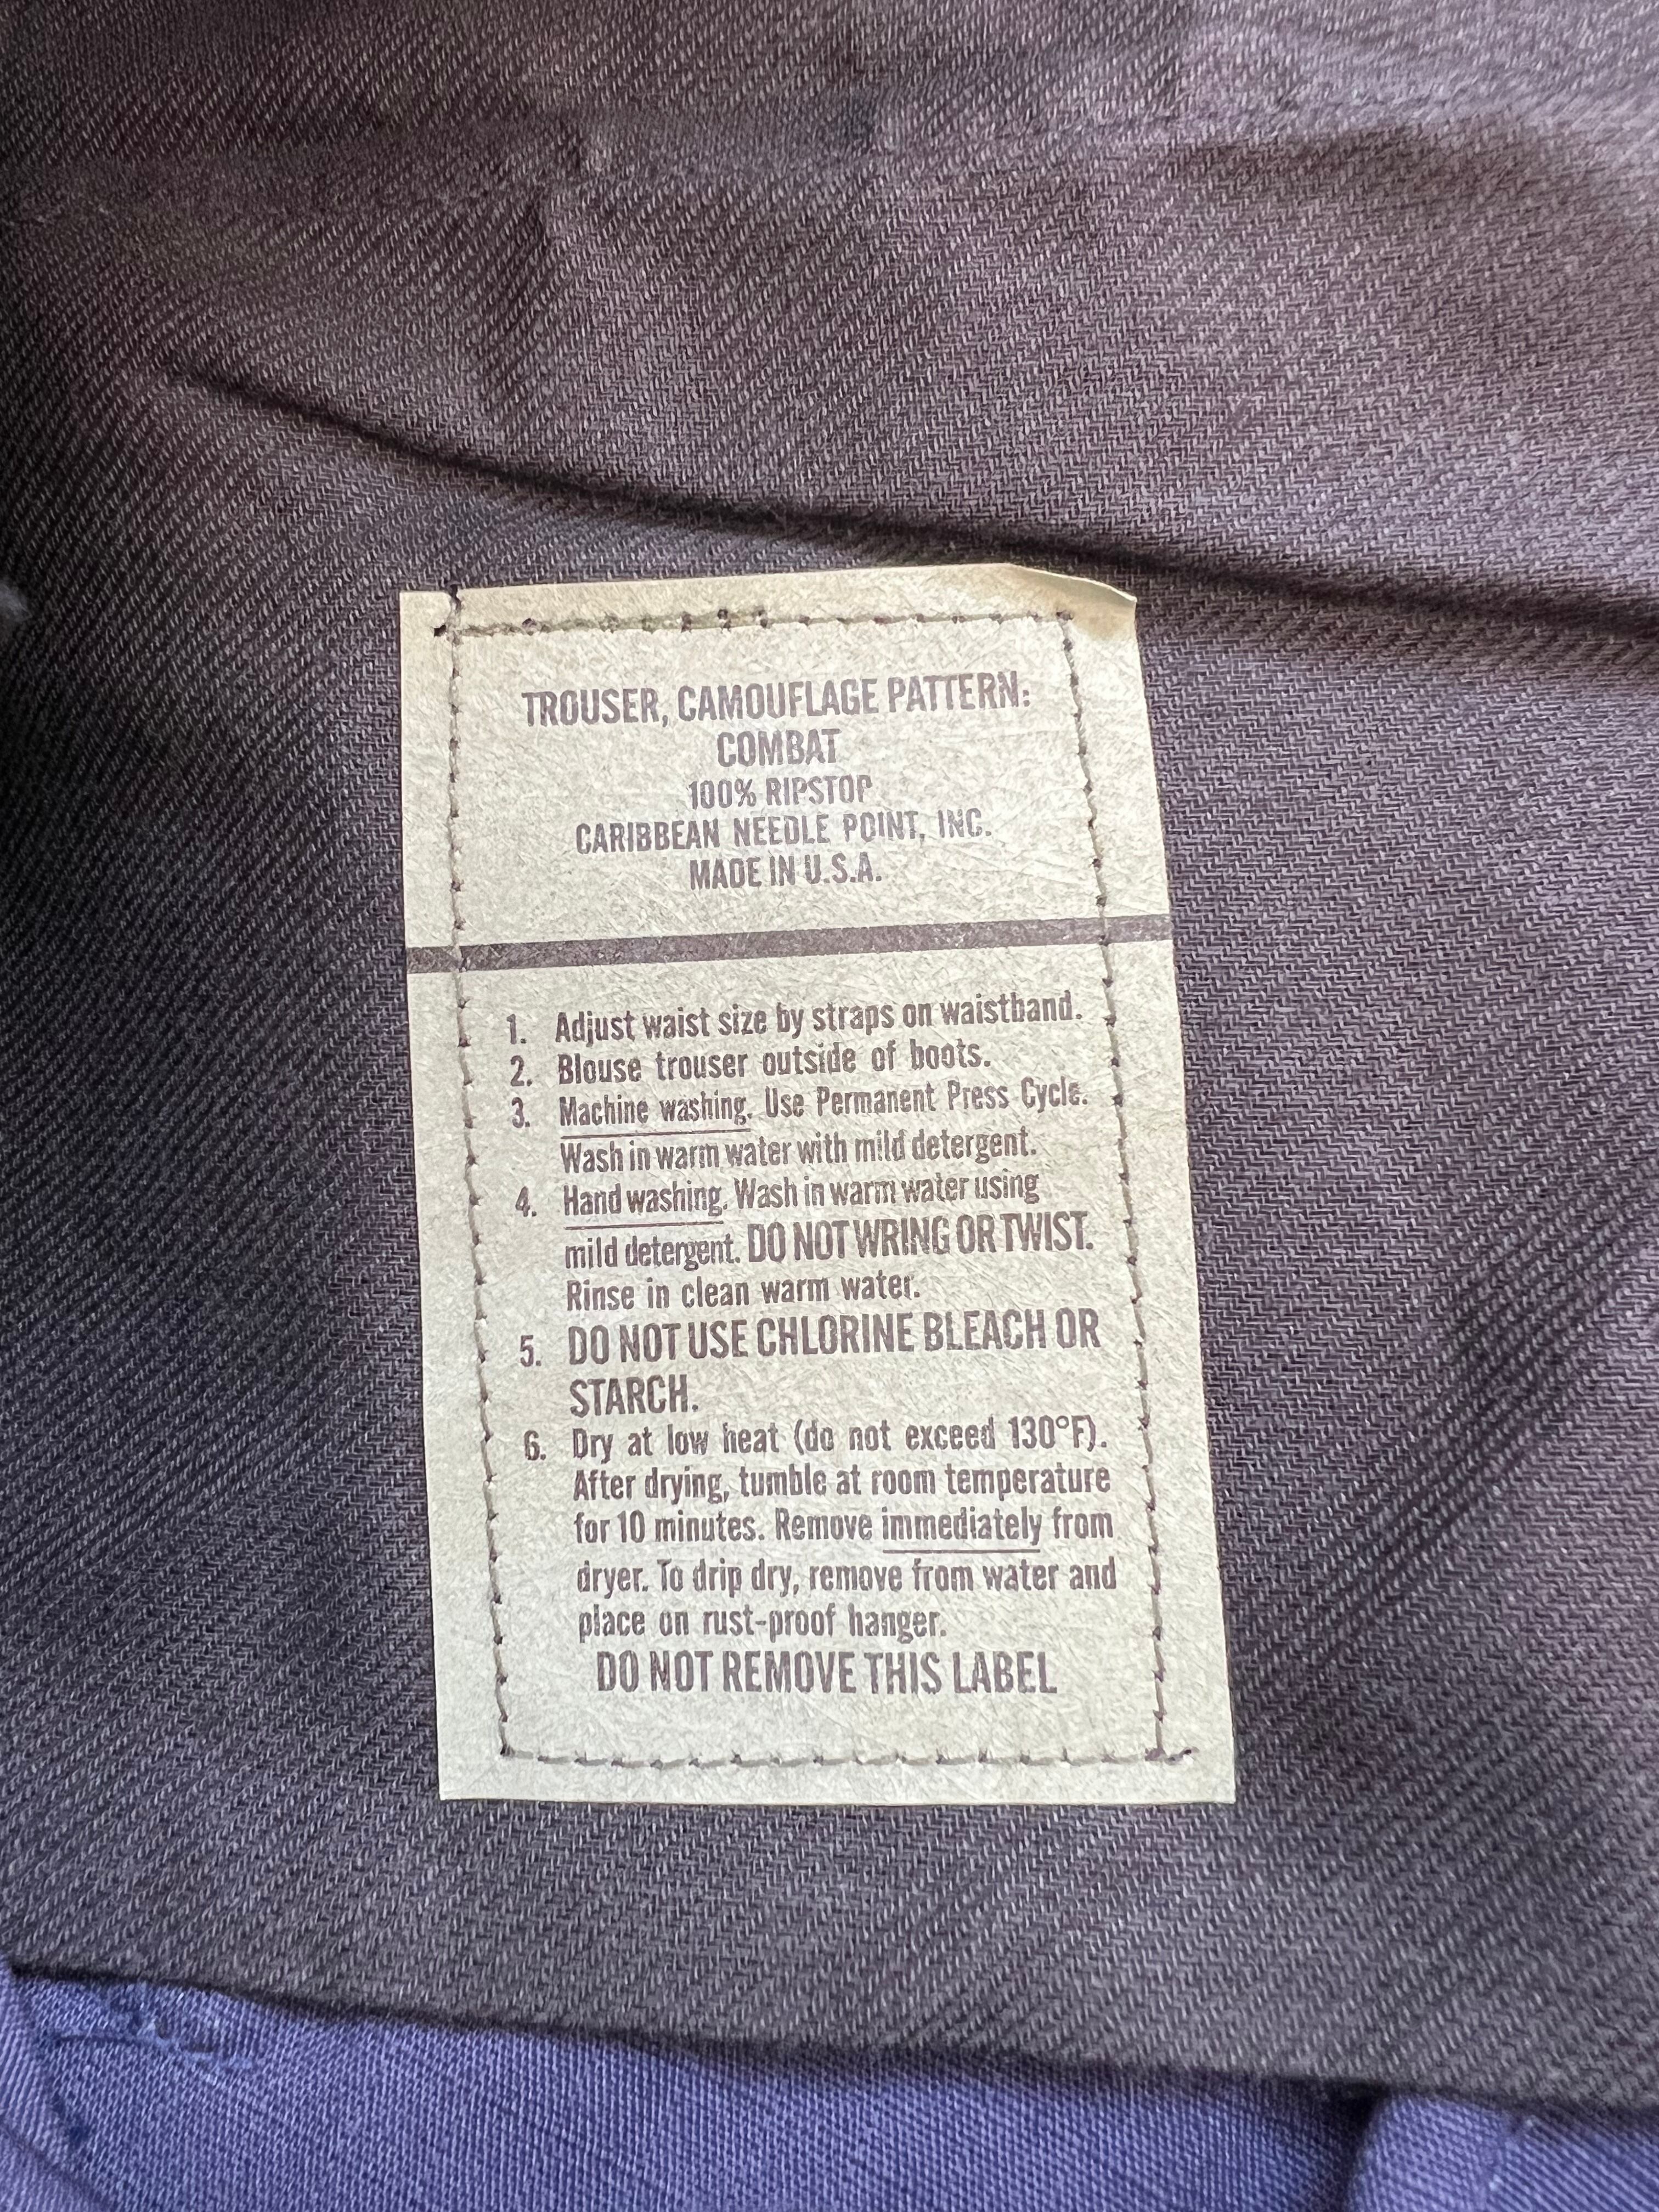 TROUSER, CAMOUFLAGE PATTERN:
COMBAT
100% RIPSTOP
CARIBBEAN NEEDLE POINT, INC.
MADE IN U.S.A.
1. Adjust waist size by straps on waistband.
2. Blouse trouser outside of boots.
3. Machine washing. Use Permanent Press Cycle.
Wash in warm water with mild detergent.
4. Hand washing. Wash in warm water using
mild detergent. DO NOT WRING OR TWIST.
Rinse in clean warm water.
5. DO NOT USE CHLORINE BLEACH OR
STARCH.
6. Dry at low heat (do not exceed 130°F).
After drying, tumble at room temperature
for 10 minutes. Remove immediately from
dryer. To drip dry, remove from water and
place on rust-proof hanger.
DO NOT REMOVE THIS LABEL